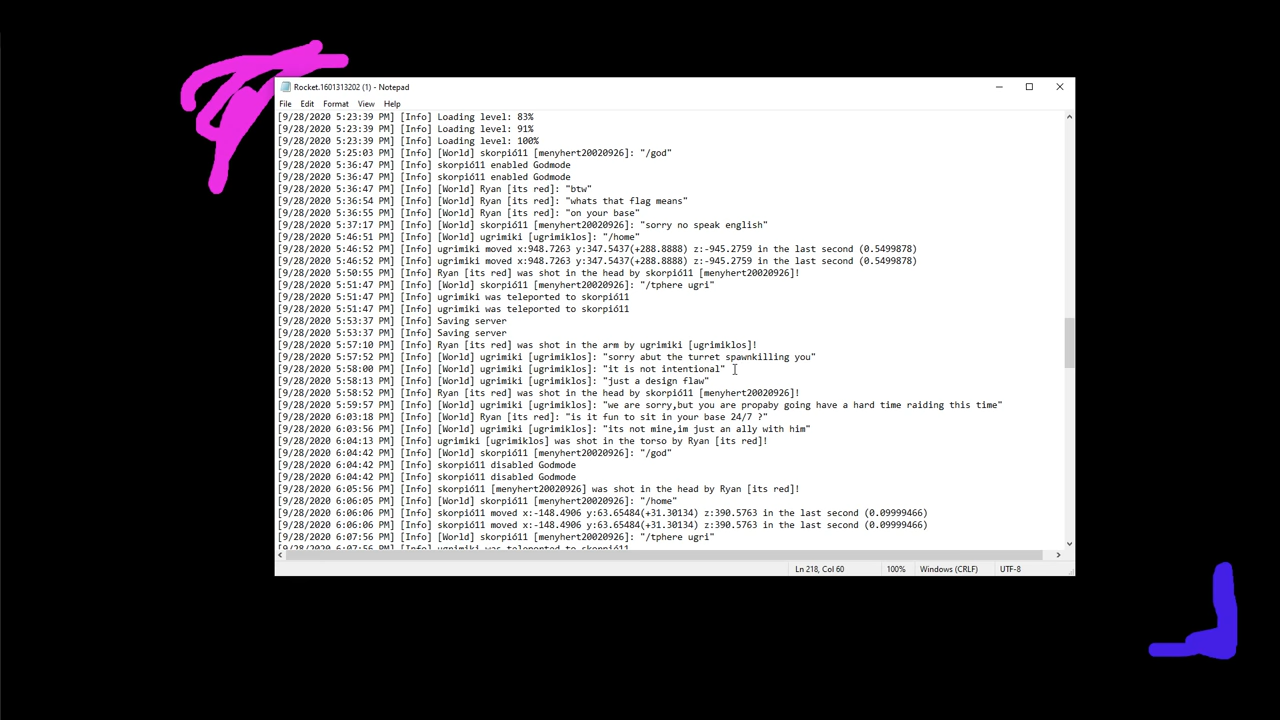 Rocket.1601313202 (1) - Notepad
File Edit Format View Help
[9/28/2020 5:23:39 PM] [Info] Loading level: 83%
[9/28/2020 5:23:39 PM] [Info] Loading level: 91%
[9/28/2020 5:23:39 PM] [Info] Loading level: 100%
[9/28/2020 5:25:03 PM] [Info] [World] skorpió11 [menyhert20020926]: "/god"
[9/28/2020 5:36:47 PM] [Info] skorpió11 enabled Godmode
[9/28/2020 5:36:47 PM] [Info] skorpió11 enabled Godmode
[9/28/2020 5:36:47 PM] [Info] [World] Ryan [its red]: "btw"
[9/28/2020 5:36:54 PM] [Info] [World] Ryan [its red]: "whats that flag means"
[9/28/2020 5:36:55 PM] [Info] [World] Ryan [its red]: "on your base"
[9/28/2020 5:37:17 PM] [Info] [World] skorpió11 [menyhert20020926]: "sorry no speak english"
[9/28/2020 5:46:51 PM] [Info] [World] ugrimiki [ugrimiklos]: "/home"
[9/28/2020 5:46:52 PM] [Info] ugrimiki moved x:948.7263 y:347.5437(+288.8888) z:-945.2759 in the last second (0.5499878)
[9/28/2020 5:46:52 PM] [Info] ugrimiki moved x:948.7263 y:347.5437(+288.8888) z:-945.2759 in the last second (0.5499878)
[9/28/2020 5:50:55 PM] [Info] Ryan [its red] was shot in the head by skorpió11 [menyhert20020926]!
[9/28/2020 5:51:47 PM] [Info] [World] skorpió11 [menyhert20020926]: "/tphere ugri"
[9/28/2020 5:51:47 PM] [Info] ugrimiki was teleported to skorpió11
[9/28/2020 5:51:47 PM] [Info] ugrimiki was teleported to skorpió11
[9/28/2020 5:53:37 PM] [Info] Saving server
[9/28/2020 5:53:37 PM] [Info] Saving server
[9/28/2020 5:57:10 PM] [Info] Ryan [its red] was shot in the arm by ugrimiki [ugrimiklos]!
[9/28/2020 5:57:52 PM] [Info] [World] ugrimiki [ugrimiklos]: "sorry abut the turret spawnkilling you"
[9/28/2020 5:58:00 PM] [Info] [World] ugrimiki [ugrimiklos]: "it is not intentional"
[9/28/2020 5:58:13 PM] [Info] [World] ugrimiki [ugrimiklos]: "just a design flaw"
[9/28/2020 5:58:52 PM] [Info] Ryan [its red] was shot in the head by skorpió11 [menyhert20020926]!
[9/28/2020 5:59:57 PM] [Info] [World] ugrimiki [ugrimiklos]: "we are sorry,but you are propaby going have a hard time raiding this time"
[9/28/2020 6:03:18 PM] [Info] [World] Ryan [its red]: "is it fun to sit in your base 24/7 ?"
[9/28/2020 6:03:56 PM] [Info] [World] ugrimiki [ugrimiklos]: "its not mine,im just an ally with him"
[9/28/2020 6:04:13 PM] [Info] ugrimiki [ugrimiklos] was shot in the torso by Ryan [its red]!
[9/28/2020 6:04:42 PM] [Info] [World] skorpió11 [menyhert20020926]: "/god"
[9/28/2020 6:04:42 PM] [Info] skorpió11 disabled Godmode
[9/28/2020 6:04:42 PM] [Info] skorpió11 disabled Godmode
[9/28/2020 6:05:56 PM] [Info] skorpió11 [menyhert20020926] was shot in the head by Ryan [its red]!
[9/28/2020 6:06:05 PM] [Info] [World] skorpió11 [menyhert20020926]: "/home"
[9/28/2020 6:06:06 PM] [Info] skorpió11 moved x:-148.4906 y:63.65484(+31.30134) z:390.5763 in the last second (0.09999466)
[9/28/2020 6:06:06 PM] [Info] skorpió11 moved x:-148.4906 y:63.65484(+31.30134) z:390.5763 in the last second (0.09999466)
[9/28/2020 6:07:56 PM] [Info] [World] skorpió11 [menyhert20020926]: "/tphere ugri"
[9/28/2020 6:07:56 PM] [Info] ugrimiki was teleported to skorpió11
Ln 218, Col 60 100% Windows (CRLF) UTF-8